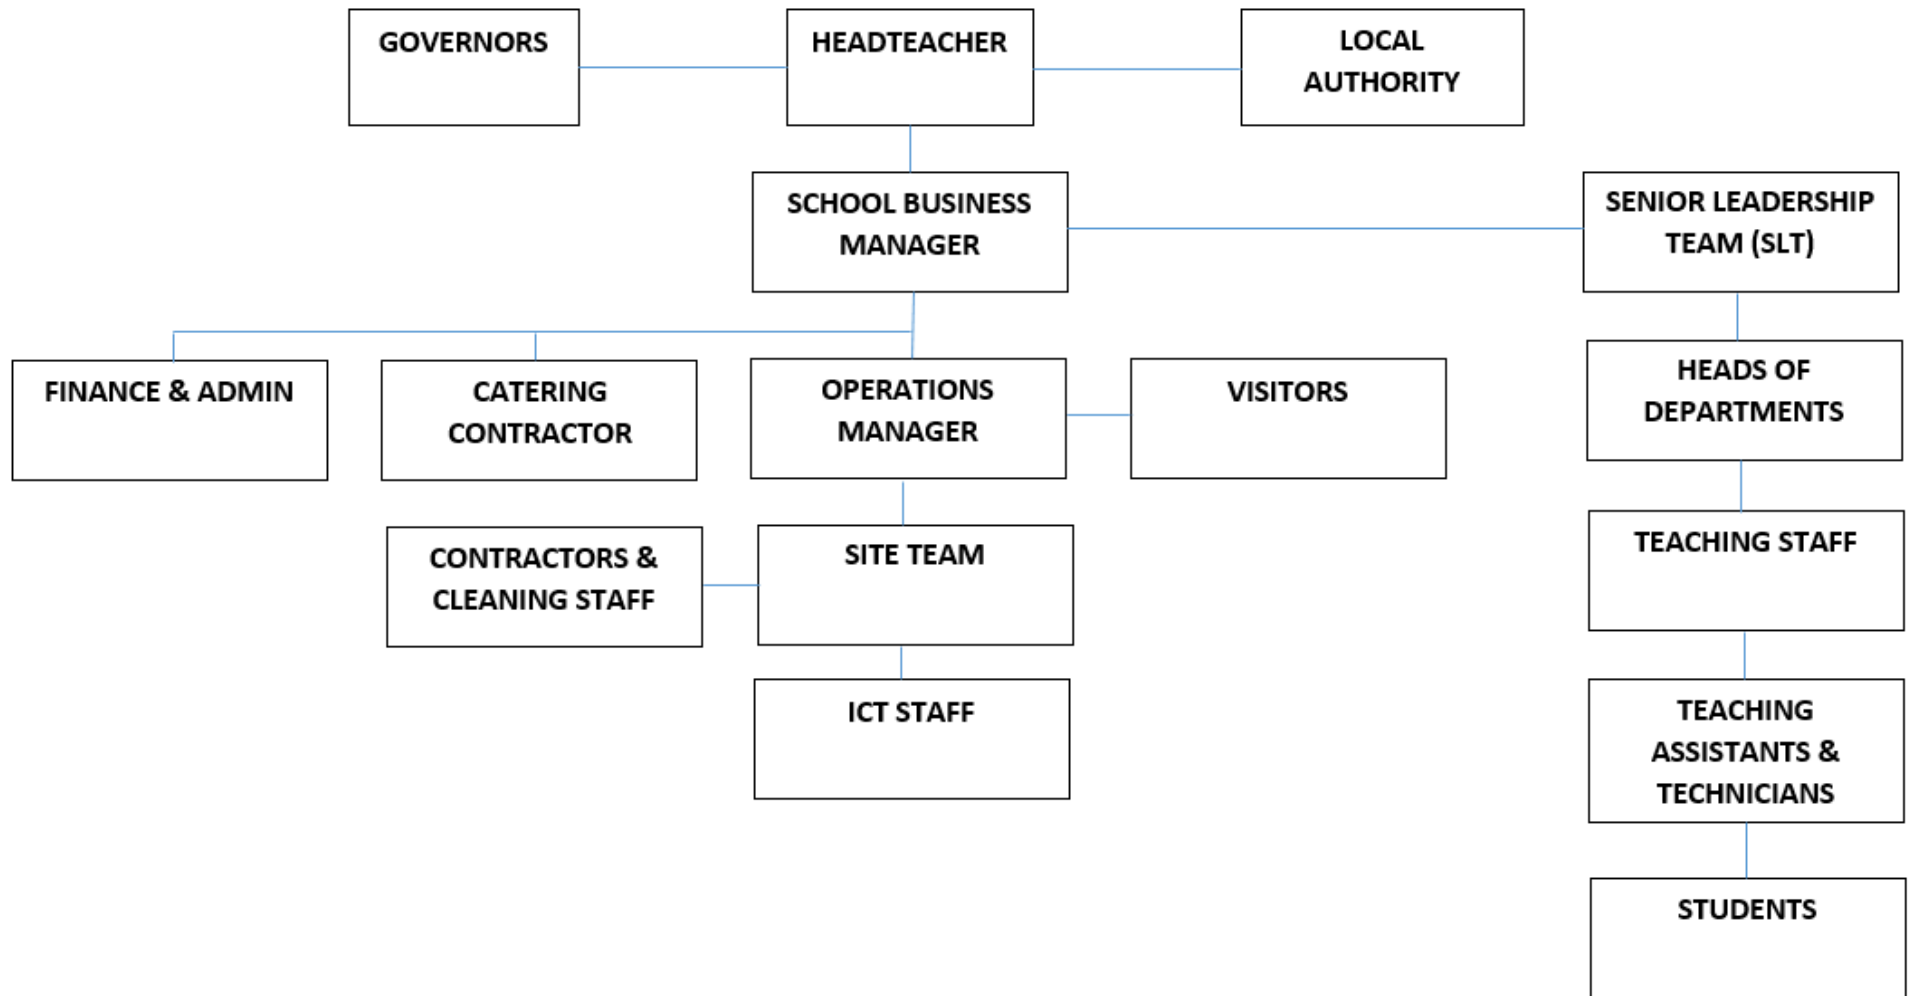 GOVERNORS
HEADTEACHER
LOCAL
AUTHORITY
SCHOOL BUSINESS
MANAGER
SENIOR LEADERSHIP
TEAM (SLT)
FINANCE & ADMIN
CATERING
CONTRACTOR
OPERATIONS
MANAGER
VISITORS
HEADS OF
DEPARTMENTS
CONTRACTORS &
CLEANING STAFF
SITE TEAM
TEACHING STAFF
ICT STAFF
TEACHING
ASSISTANTS &
TECHNICIANS
STUDENTS